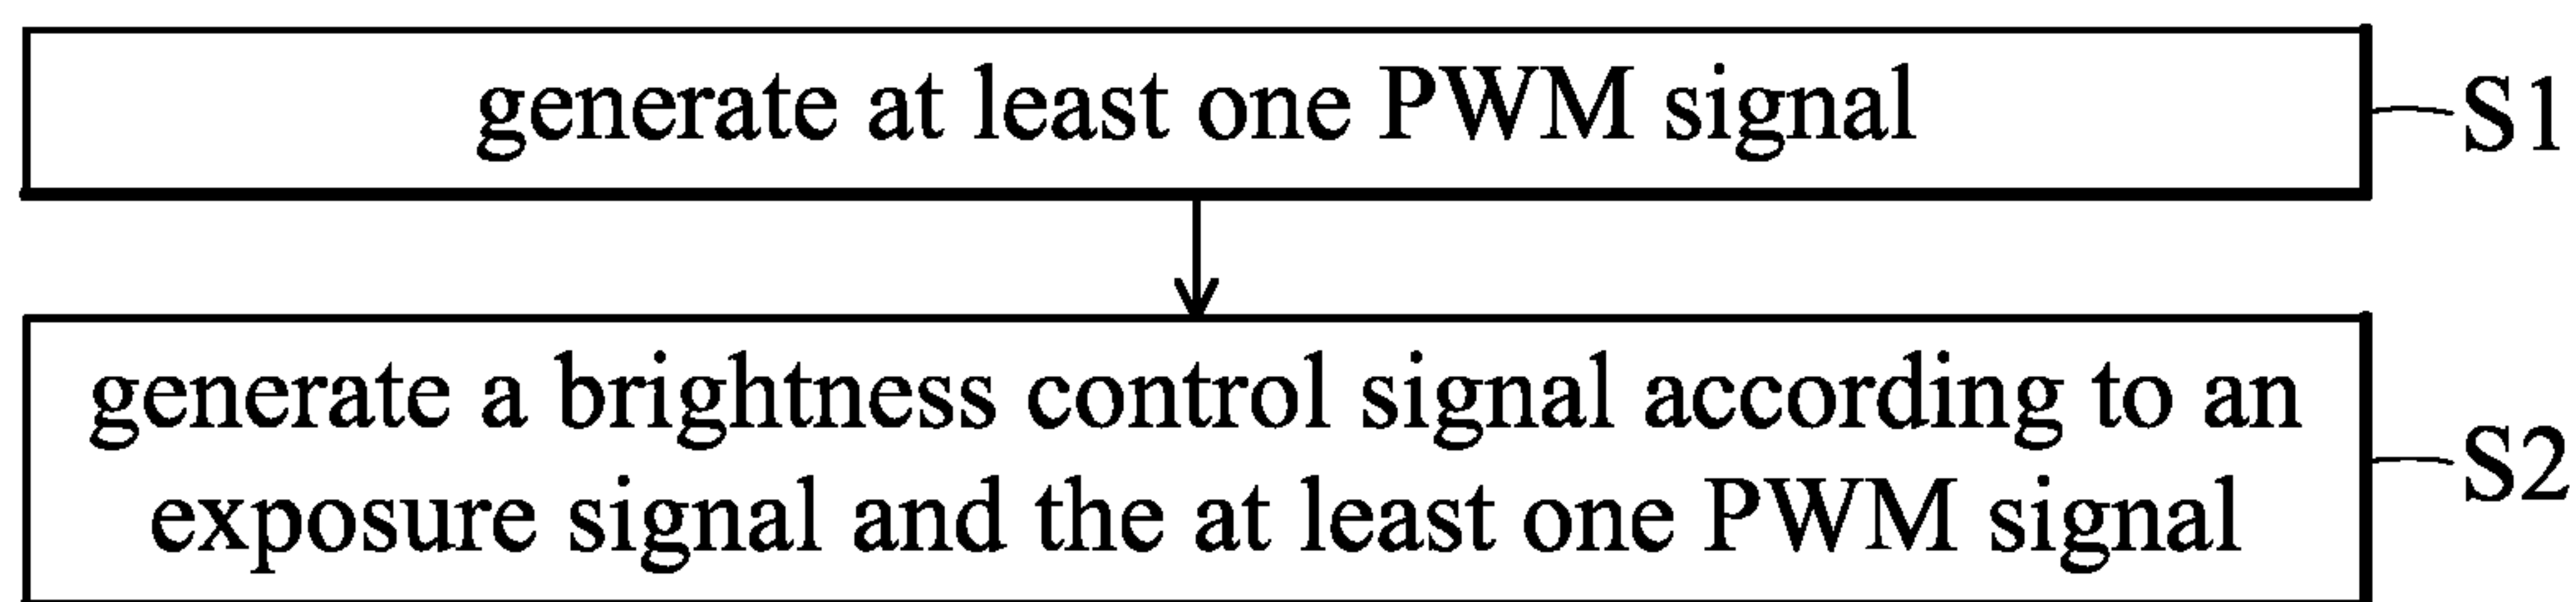 generate at least one PWM signal
S1
generate a brightness control signal according to an
exposure signal and the at least one PWM signal
S2